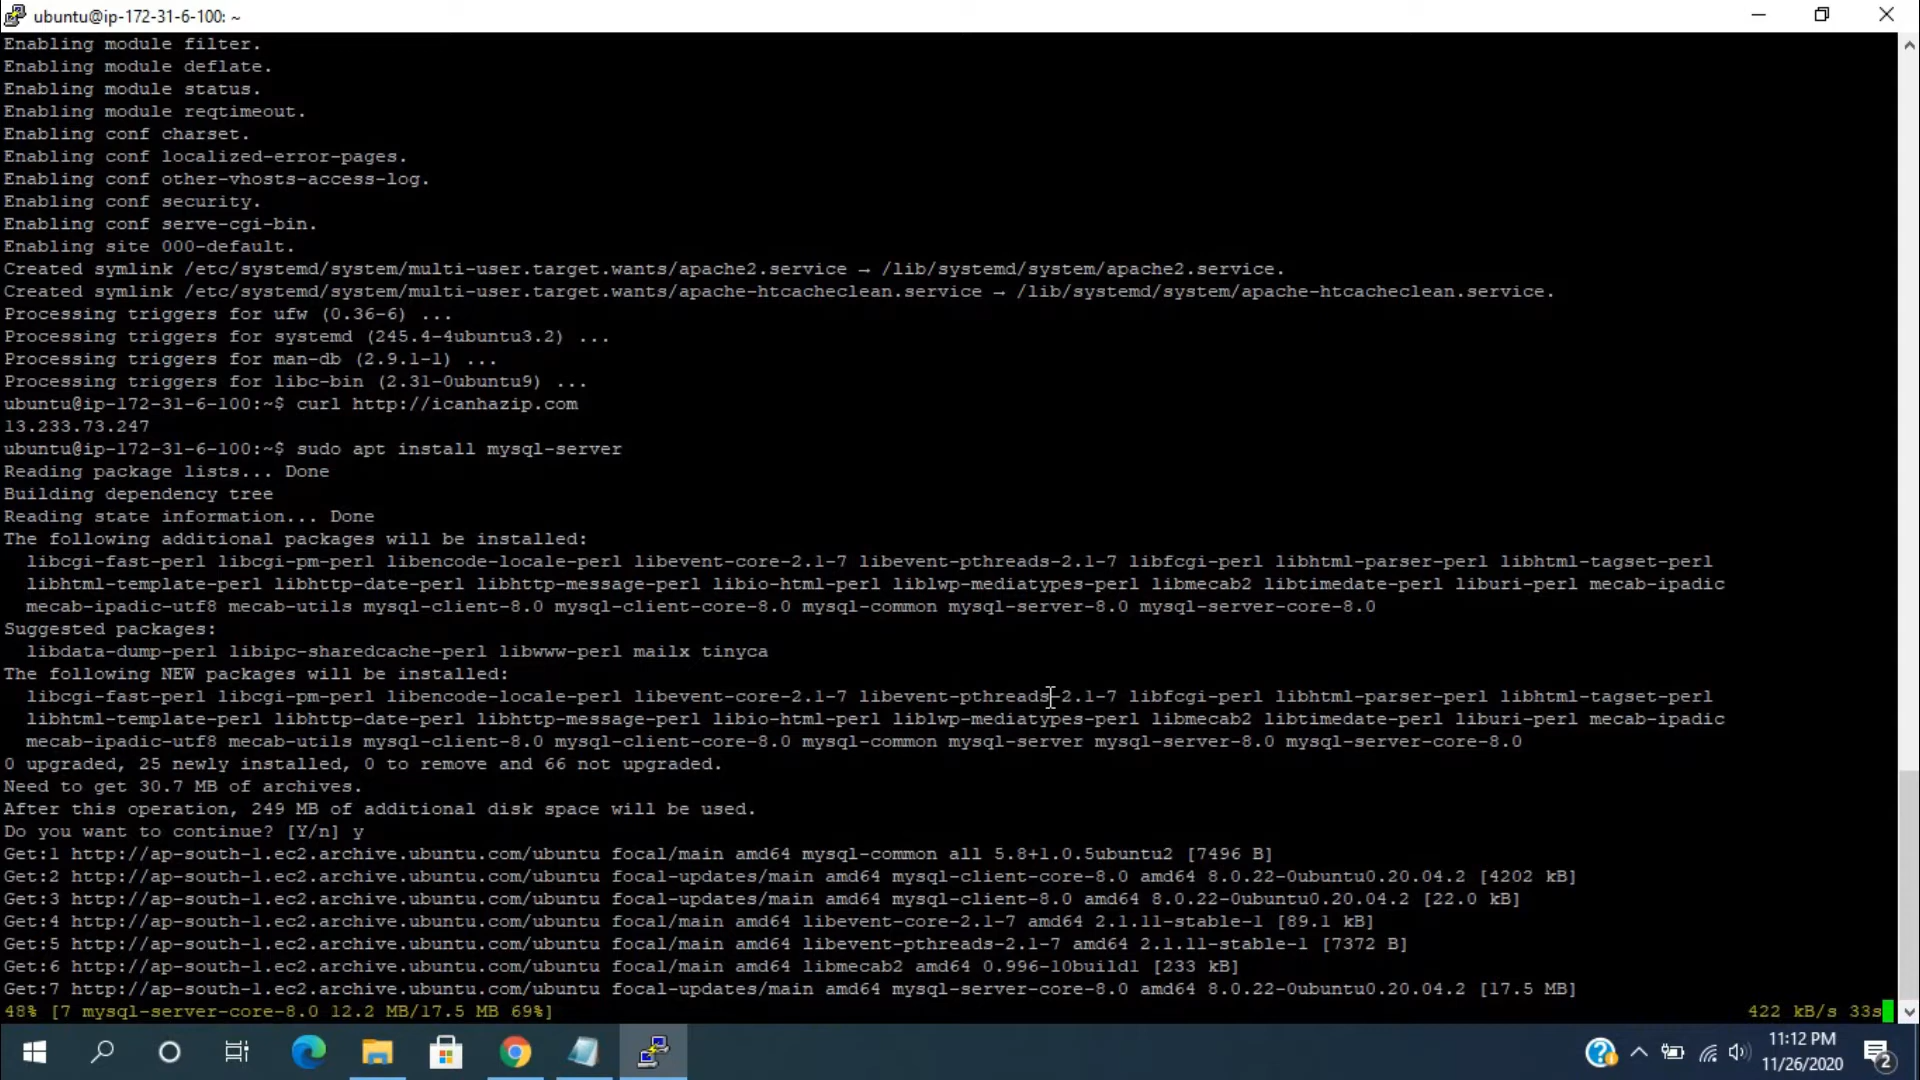 ubuntu@ip-172-31-6-100: ~
Enabling module filter.
Enabling module deflate.
Enabling module status.
Enabling module reqtimeout.
Enabling conf charset.
Enabling conf localized-error-pages.
Enabling conf other-vhosts-access-log.
Enabling conf security.
Enabling conf serve-cgi-bin.
Enabling site 000-default.
Created symlink /etc/systemd/system/multi-user.target.wants/apache2.service → /lib/systemd/system/apache2.service.
Created symlink /etc/systemd/system/multi-user.target.wants/apache-htcacheclean.service → /lib/systemd/system/apache-htcacheclean.service.
Processing triggers for ufw (0.36-6) ...
Processing triggers for systemd (245.4-4ubuntu3.2) ...
Processing triggers for man-db (2.9.1-1) ...
Processing triggers for libc-bin (2.31-0ubuntu9) ...
ubuntu@ip-172-31-6-100:~$ curl http://icanhazip.com
13.233.73.247
ubuntu@ip-172-31-6-100:~$ sudo apt install mysql-server
Reading package lists... Done
Building dependency tree
Reading state information... Done
The following additional packages will be installed:
libcgi-fast-perl libcgi-pm-perl libencode-locale-perl libevent-core-2.1-7 libevent-pthreads-2.1-7 libfcgi-perl libhtml-parser-perl libhtml-tagset-perl
libhtml-template-perl libhttp-date-perl libhttp-message-perl libio-html-perl liblwp-mediatypes-perl libmecab2 libtimedate-perl liburi-perl mecab-ipadic
mecab-ipadic-utf8 mecab-utils mysql-client-8.0 mysql-client-core-8.0 mysql-common mysql-server-8.0 mysql-server-core-8.0
Suggested packages:
libdata-dump-perl libipc-sharedcache-perl libwww-perl mailx tinyca
The following NEW packages will be installed:
libcgi-fast-perl libcgi-pm-perl libencode-locale-perl libevent-core-2.1-7 libevent-pthreads-2.1-7 libfcgi-perl libhtml-parser-perl libhtml-tagset-perl
libhtml-template-perl libhttp-date-perl libhttp-message-perl libio-html-perl liblwp-mediatypes-perl libmecab2 libtimedate-perl liburi-perl mecab-ipadic
mecab-ipadic-utf8 mecab-utils mysql-client-8.0 mysql-client-core-8.0 mysql-common mysql-server mysql-server-8.0 mysql-server-core-8.0
0 upgraded, 25 newly installed, 0 to remove and 66 not upgraded.
Need to get 30.7 MB of archives.
After this operation, 249 MB of additional disk space will be used.
Do you want to continue? [Y/n] y
Get:1 http://ap-south-1.ec2.archive.ubuntu.com/ubuntu focal/main amd64 mysql-common all 5.8+1.0.5ubuntu2 [7496 B]
Get:2 http://ap-south-1.ec2.archive.ubuntu.com/ubuntu focal-updates/main amd64 mysql-client-core-8.0 amd64 8.0.22-0ubuntu0.20.04.2 [4202 kB]
Get:3 http://ap-south-1.ec2.archive.ubuntu.com/ubuntu focal-updates/main amd64 mysql-client-8.0 amd64 8.0.22-0ubuntu0.20.04.2 [22.0 kB]
Get:4 http://ap-south-1.ec2.archive.ubuntu.com/ubuntu focal/main amd64 libevent-core-2.1-7 amd64 2.1.11-stable-1 [89.1 kB]
Get:5 http://ap-south-1.ec2.archive.ubuntu.com/ubuntu focal/main amd64 libevent-pthreads-2.1-7 amd64 2.1.11-stable-1 [7372 B]
Get:6 http://ap-south-1.ec2.archive.ubuntu.com/ubuntu focal/main amd64 libmecab2 amd64 0.996-10build1 [233 kB]
Get:7 http://ap-south-1.ec2.archive.ubuntu.com/ubuntu focal-updates/main amd64 mysql-server-core-8.0 amd64 8.0.22-0ubuntu0.20.04.2 [17.5 MB]
48% [7 mysql-server-core-8.0 12.2 MB/17.5 MB 69%] 422 kB/s 33s
11:12 PM
11/26/2020
2